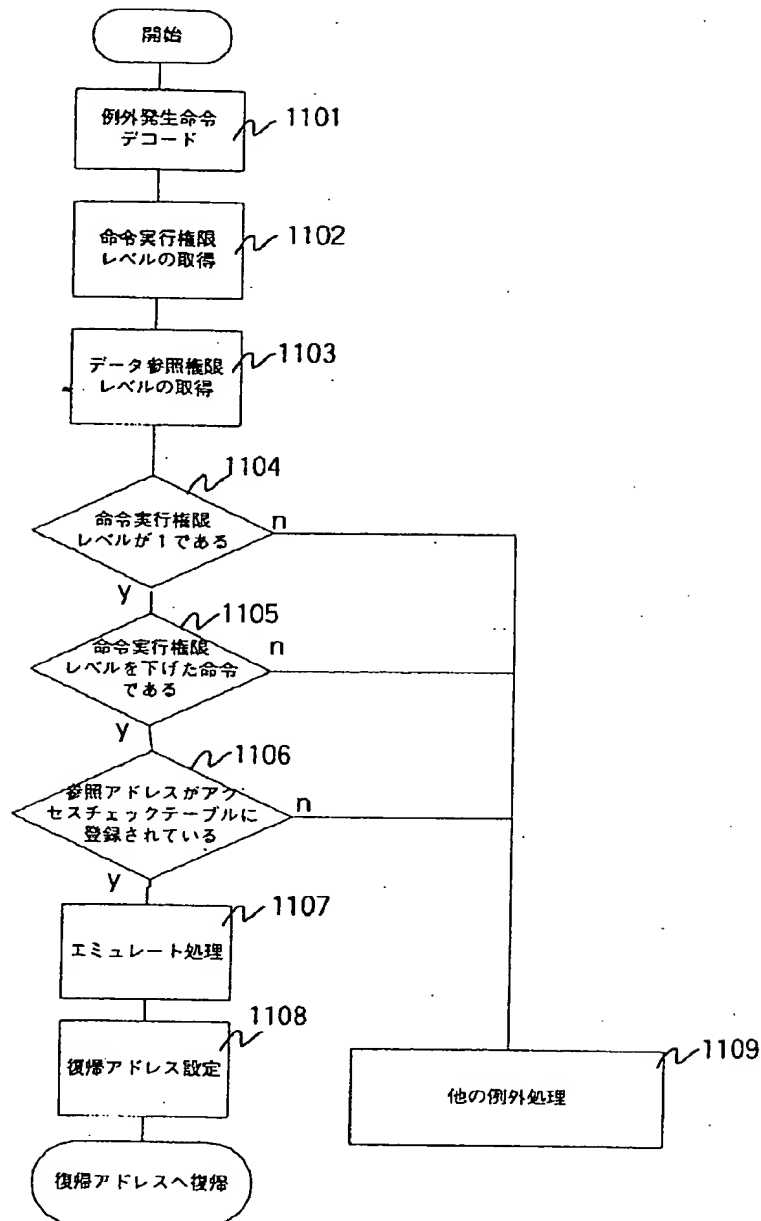 開始
例外発生命令
デコード
1101
命令実行権限
レベルの取得
1102
データ参照権限
レベルの取得
1103
1104
命令実行権限
レベルが1である
n
y
1105
命令実行権限
レベルを下げた命令
である
n
y
1106
参照アドレスがアク
セスチェックテーブルに
登録されている
n
y
1107
エミュレート処理
1108
復帰アドレス設定
1109
他の例外処理
復帰アドレスへ復帰